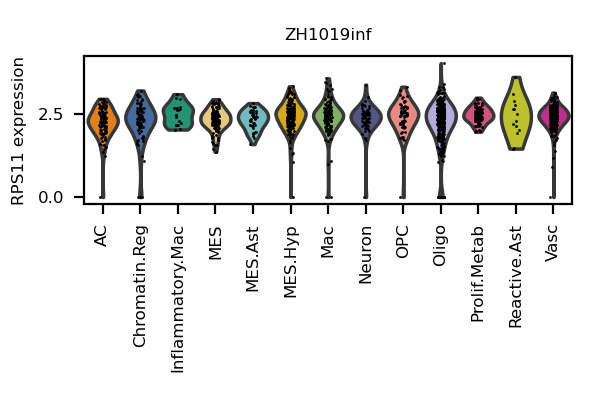 ZH1019inf
RPS11 expression
2.5
0.0
AC
Chromatin.Reg
Inflammatory.Mac
MES
MES.Ast
MES.Hyp
Mac
Neuron
OPC
Oligo
Prolif.Metab
Reactive.Ast
Vasc